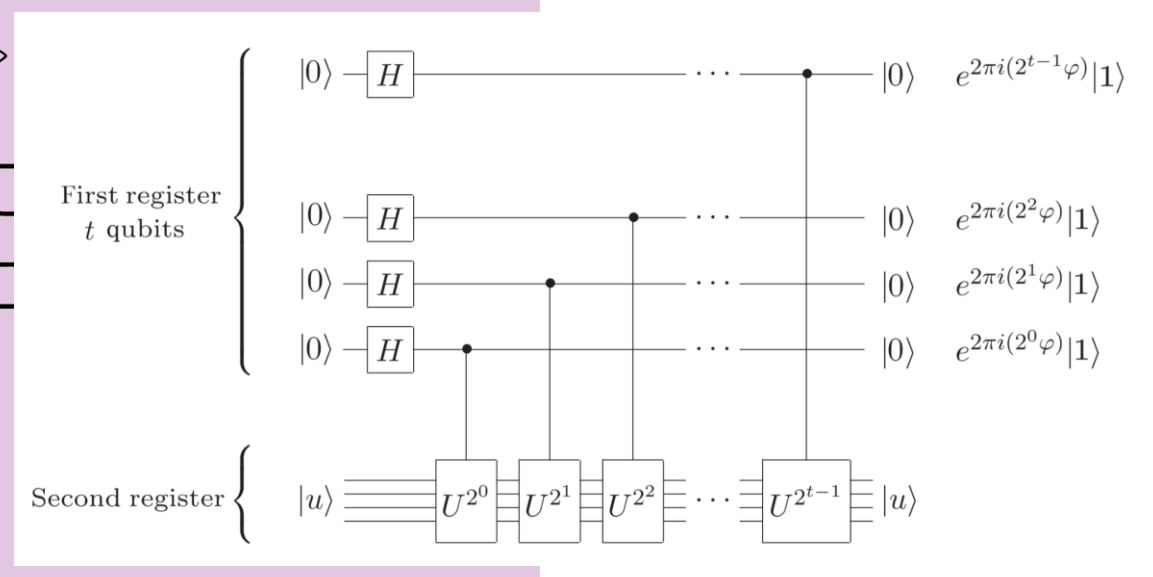 |0⟩ H ··· |0⟩ e^{2πi(2^{t−1}φ)}|1⟩
First register
t qubits
|0⟩ H ··· |0⟩ e^{2πi(2^2φ)}|1⟩
|0⟩ H ··· |0⟩ e^{2πi(2^1φ)}|1⟩
|0⟩ H ··· |0⟩ e^{2πi(2^0φ)}|1⟩
Second register |u⟩ U^{2^0} U^{2^1} U^{2^2} ··· U^{2^{t−1}} |u⟩